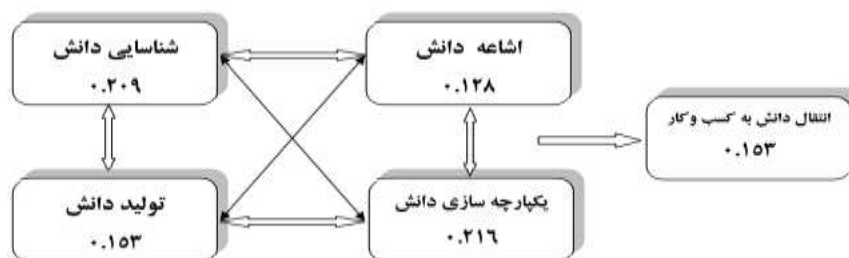 شناسایی دانش
۰.۲۰۹
اشاعه دانش
۰.۱۲۸
انتقال دانش به کسب وکار
۰.۱۵۳
تولید دانش
۰.۱۵۳
یکپارچه سازی دانش
۰.۲۱۶